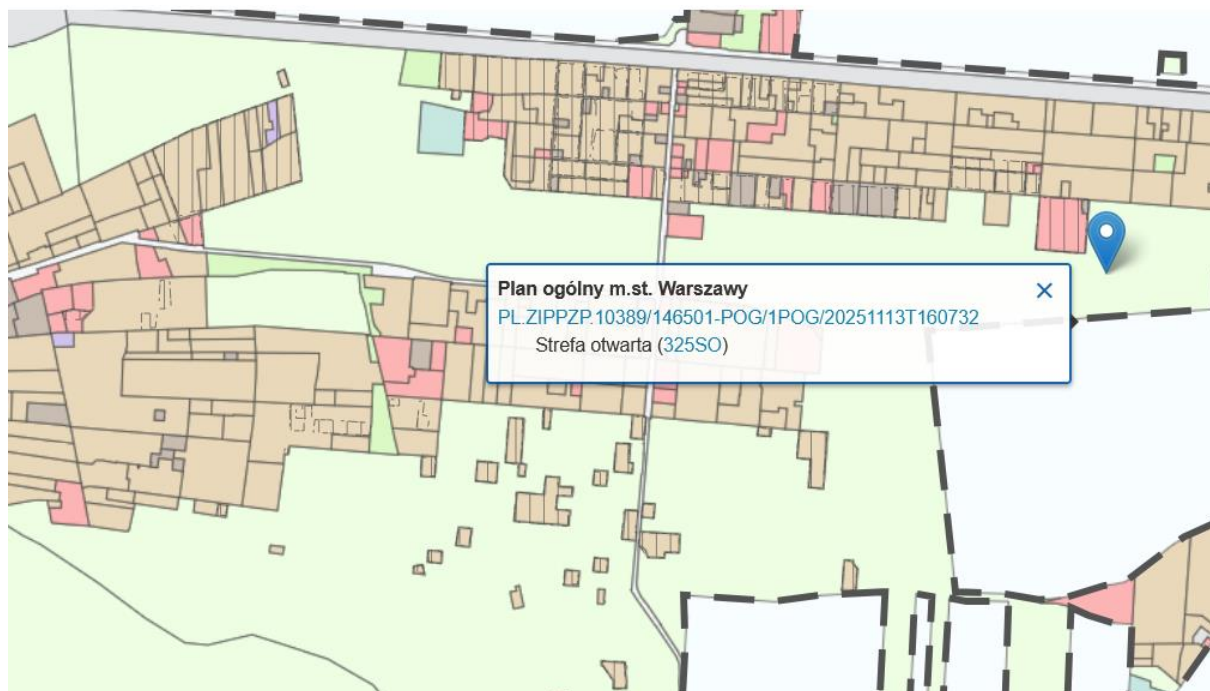 Plan ogólny m.st. Warszawy
PL.ZIPPZP.10389/146501-POG/1POG/20251113T160732
Strefa otwarta (325SO)